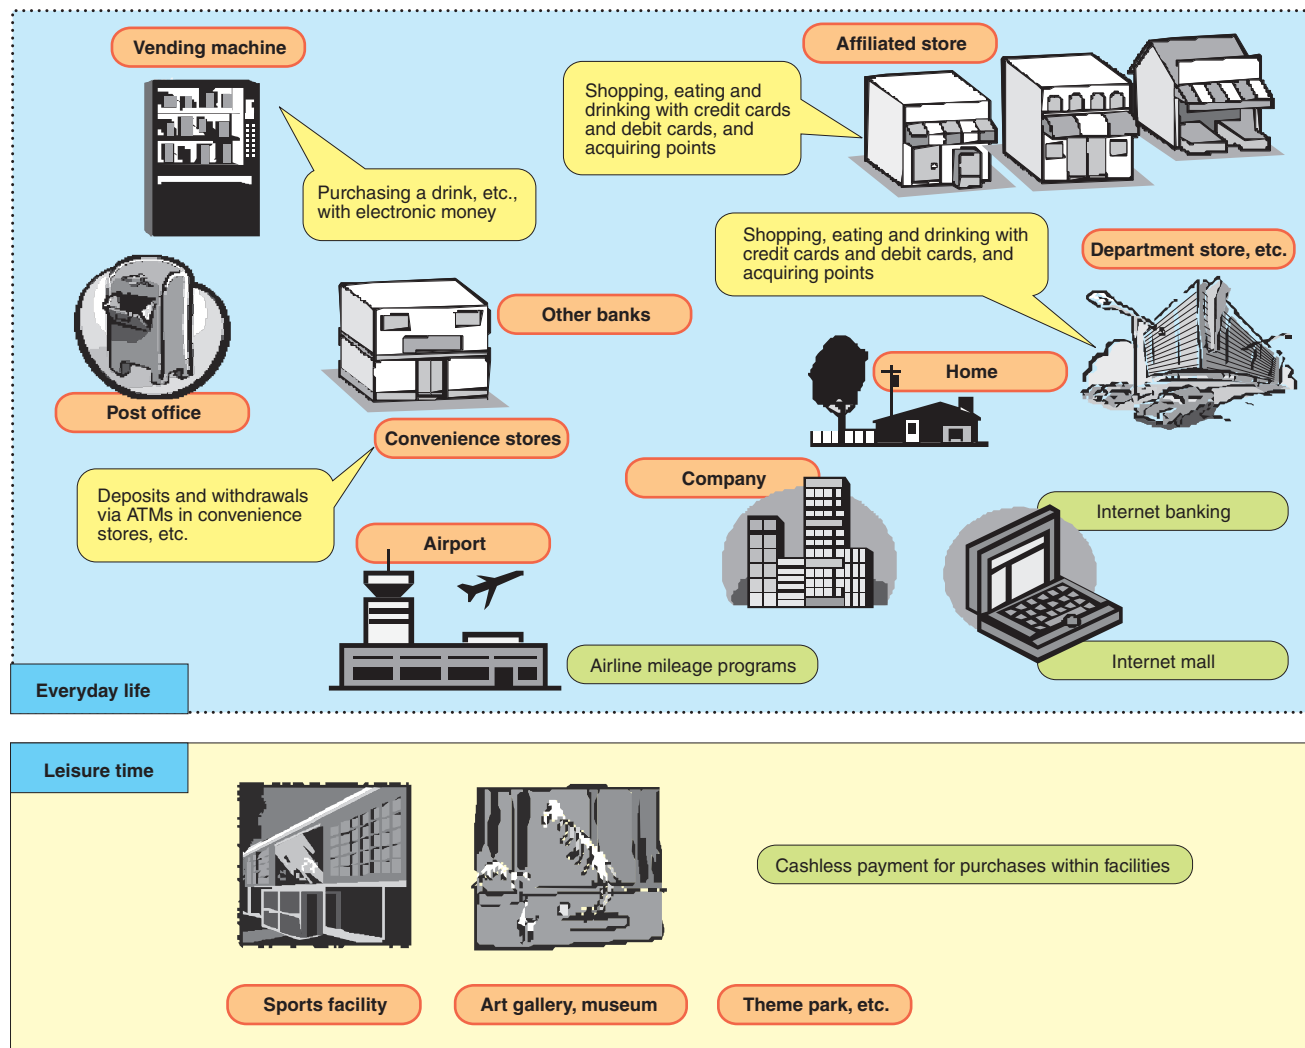 Vending machine
Affiliated store
Shopping, eating and
drinking with credit cards
and debit cards, and
acquiring points
Purchasing a drink, etc.,
with electronic money
Shopping, eating and drinking with
credit cards and debit cards, and
acquiring points
Department store, etc.
Other banks
Home
Post office
Convenience stores
Company
Deposits and withdrawals
via ATMs in convenience
stores, etc.
Internet banking
Airport
Airline mileage programs
Internet mall
Everyday life
Leisure time
Cashless payment for purchases within facilities
Sports facility
Art gallery, museum
Theme park, etc.